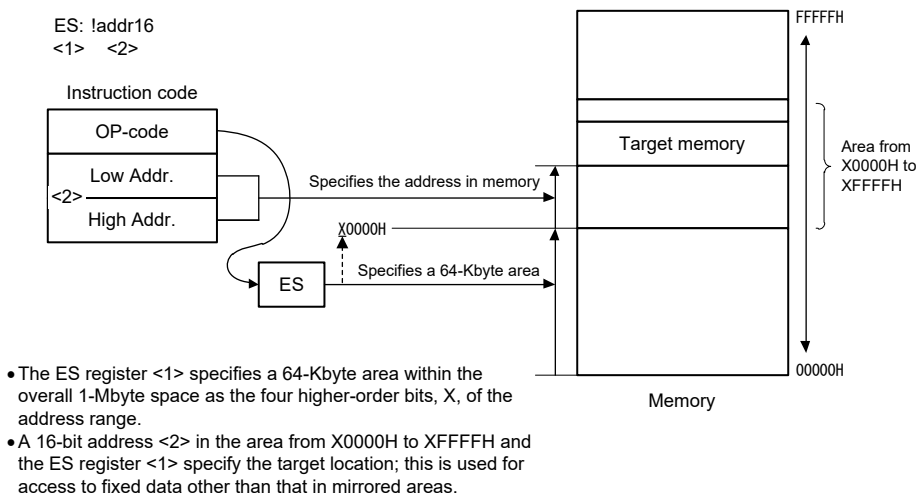 ES: !addr16
<1> <2>
Instruction code
OP-code
Low Addr.
<2>
High Addr.
ES
Specifies the address in memory
X0000H
Specifies a 64-Kbyte area
FFFFFH
Target memory
Area from
X0000H to
XFFFFH
00000H
Memory
• The ES register <1> specifies a 64-Kbyte area within the
overall 1-Mbyte space as the four higher-order bits, X, of the
address range.
• A 16-bit address <2> in the area from X0000H to XFFFFH and
the ES register <1> specify the target location; this is used for
access to fixed data other than that in mirrored areas.